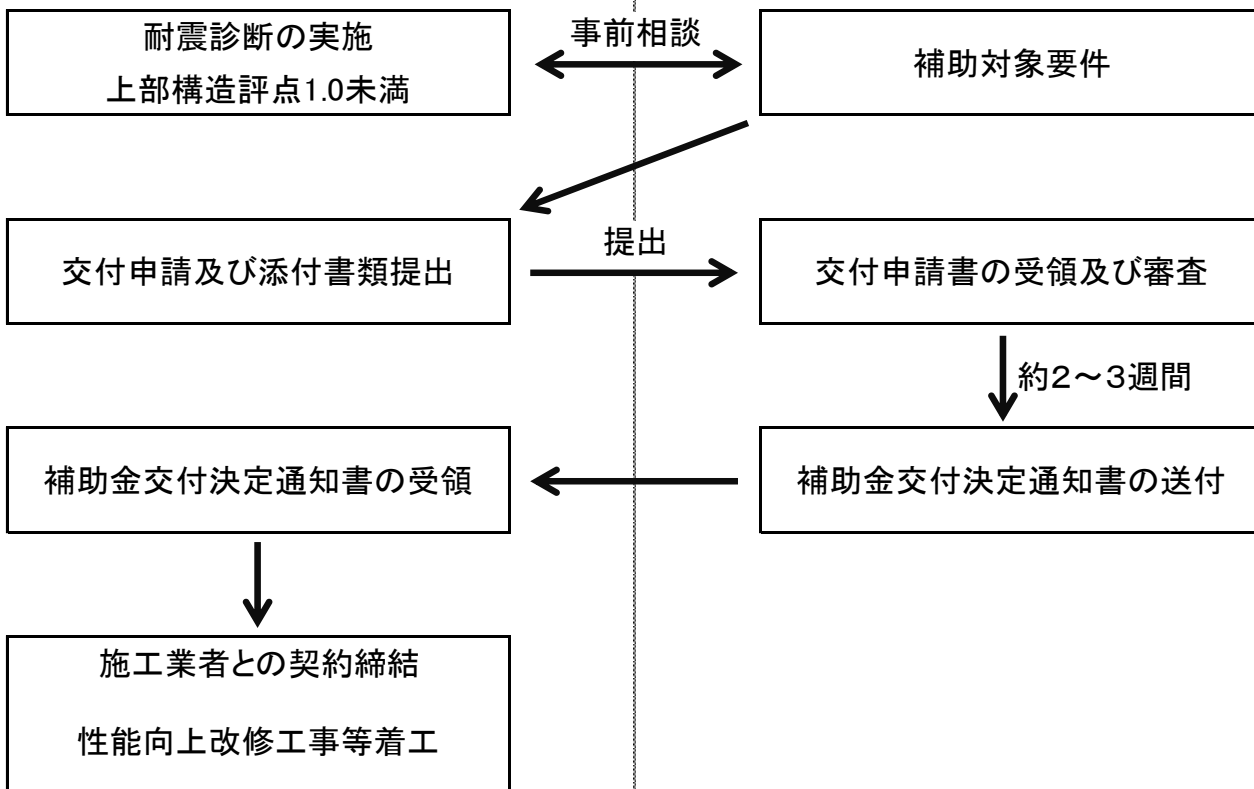 耐震診断の実施
上部構造評点1.0未満
事前相談
補助対象要件
交付申請及び添付書類提出
提出
交付申請書の受領及び審査
約2～3週間
補助金交付決定通知書の受領
補助金交付決定通知書の送付
施工業者との契約締結
性能向上改修工事等着工